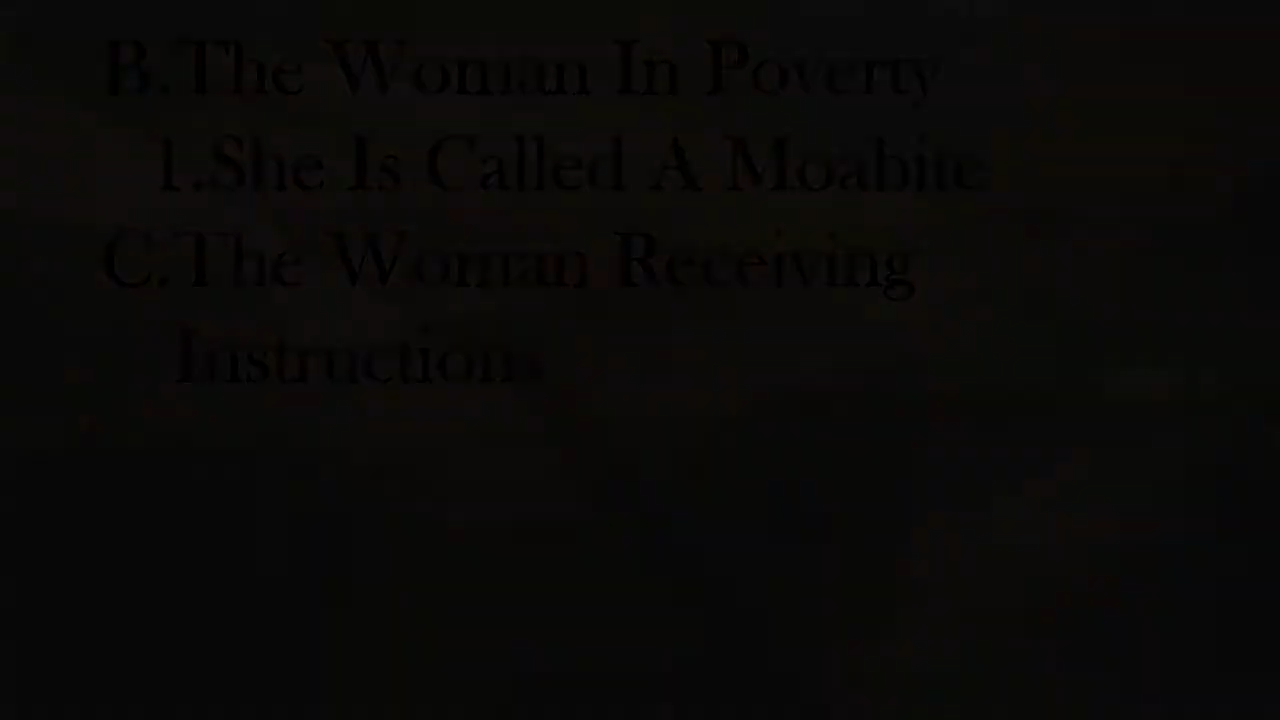 B. The Woman In Poverty
1. She Is Called A Moabite
C. The Woman Receiving
Instructions